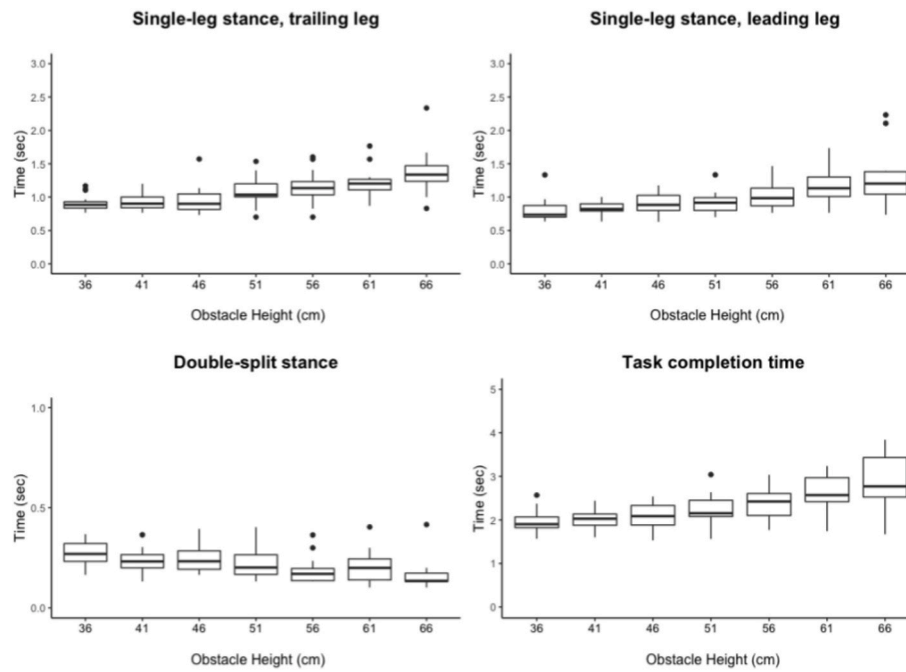 Single-leg stance, trailing leg
3.0
2.5
2.0
1.5
1.0
0.5
0.0
Time (sec)
36 41 46 51 56 61 66
Obstacle Height (cm)
Single-leg stance, leading leg
3.0
2.5
2.0
1.5
1.0
0.5
0.0
Time (sec)
36 41 46 51 56 61 66
Obstacle Height (cm)
Double-split stance
1.0
0.5
0.0
Time (sec)
36 41 46 51 56 61 66
Obstacle Height (cm)
Task completion time
5
4
3
2
1
0
Time (sec)
36 41 46 51 56 61 66
Obstacle Height (cm)